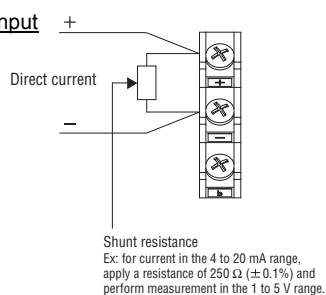 nput +
Direct current
+
−
−
b
Shunt resistance
Ex: for current in the 4 to 20 mA range,
apply a resistance of 250 Ω (±0.1%) and
perform measurement in the 1 to 5 V range.